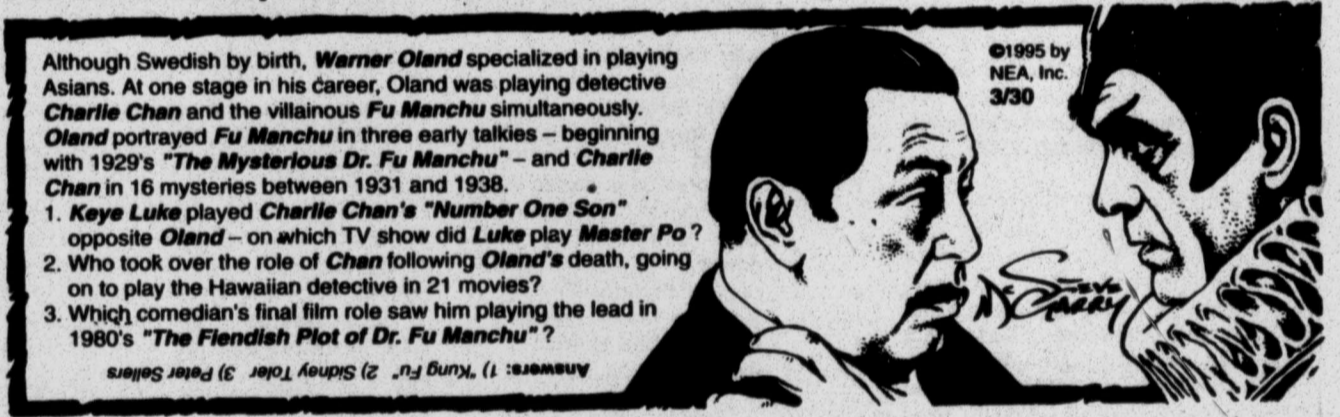 Although Swedish by birth, Warner Oland specialized in playing
Asians. At one stage in his career, Oland was playing detective
Charlie Chan and the villainous Fu Manchu simultaneously.
Oland portrayed Fu Manchu in three early talkies – beginning
with 1929's "The Mysterious Dr. Fu Manchu" – and Charlie
Chan in 16 mysteries between 1931 and 1938.
1. Keye Luke played Charlie Chan's "Number One Son"
opposite Oland – on which TV show did Luke play Master Po?
2. Who took over the role of Chan following Oland's death, going
on to play the Hawaiian detective in 21 movies?
3. Which comedian's final film role saw him playing the lead in
1980's "The Fiendish Plot of Dr. Fu Manchu"?
Answers: 1) "Kung Fu" 2) Sidney Toler 3) Peter Sellers
©1995 by
NEA, Inc.
3/30
STEVE
McGARRY